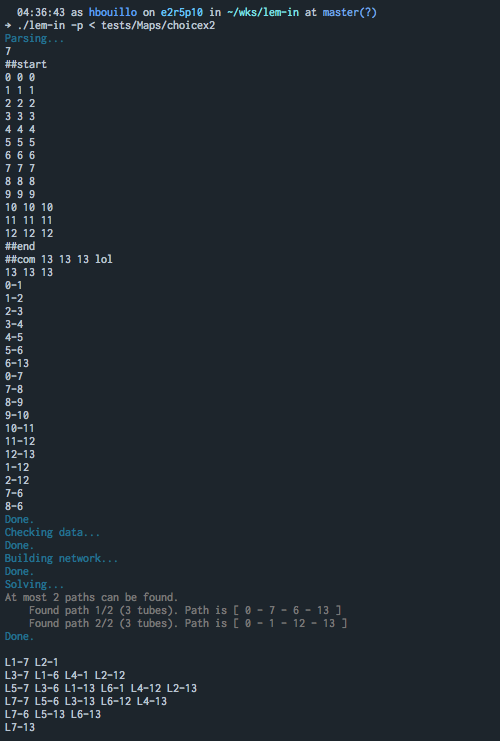 04:36:43 as hbouillo on e2r5p10 in ~/wks/lem-in at master(?)
➜ ./lem-in -p < tests/Maps/choicex2
Parsing...
7
##start
0 0 0
1 1 1
2 2 2
3 3 3
4 4 4
5 5 5
6 6 6
7 7 7
8 8 8
9 9 9
10 10 10
11 11 11
12 12 12
##end
##com 13 13 13 lol
13 13 13
0-1
1-2
2-3
3-4
4-5
5-6
6-13
0-7
7-8
8-9
9-10
10-11
11-12
12-13
1-12
2-12
7-6
8-6
Done.
Checking data...
Done.
Building network...
Done.
Solving...
At most 2 paths can be found.
Found path 1/2 (3 tubes). Path is [ 0 - 7 - 6 - 13 ]
Found path 2/2 (3 tubes). Path is [ 0 - 1 - 12 - 13 ]
Done.
L1-7 L2-1
L3-7 L1-6 L4-1 L2-12
L5-7 L3-6 L1-13 L6-1 L4-12 L2-13
L7-7 L5-6 L3-13 L6-12 L4-13
L7-6 L5-13 L6-13
L7-13